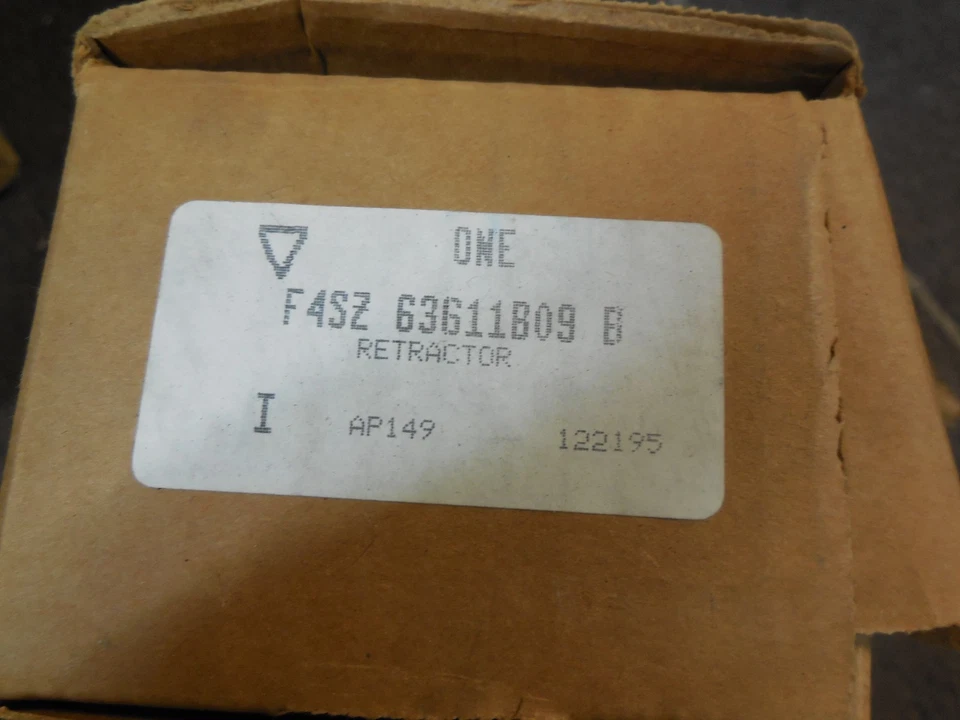 ONE
F4SZ 63611B09 B
RETRACTOR
I AP149 122195